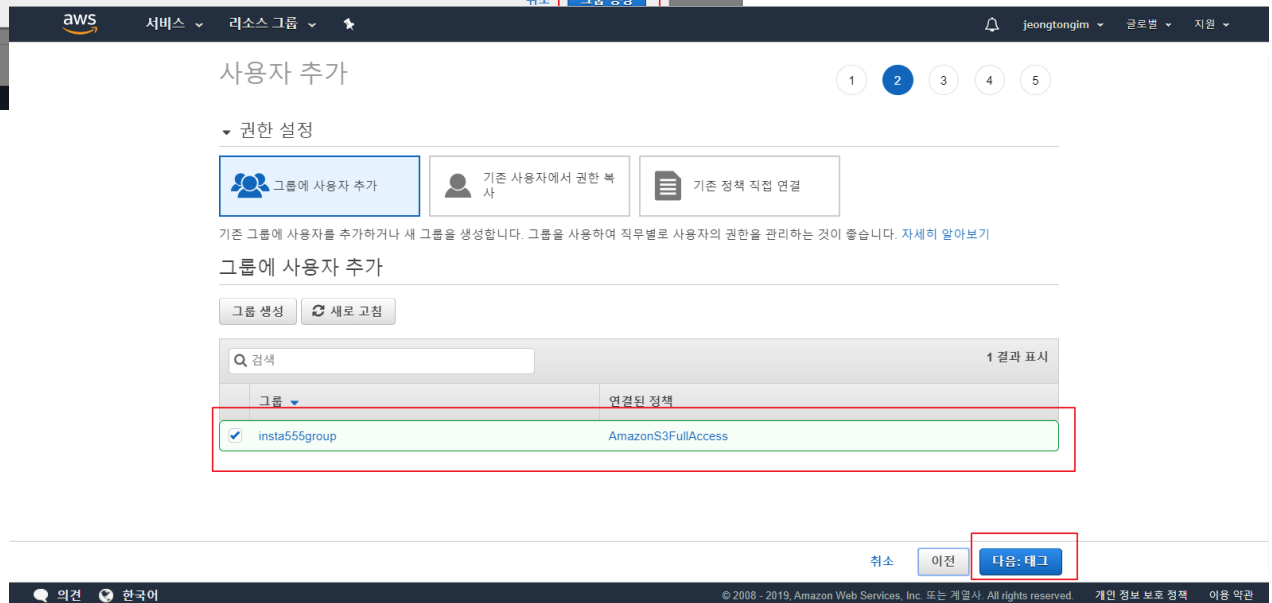 취소 그룹 생성
aws 서비스 리소스 그룹 jeongtongim 글로벌 지원
사용자 추가
1 2 3 4 5
권한 설정
그룹에 사용자 추가
기존 사용자에서 권한 복
사
기존 정책 직접 연결
기존 그룹에 사용자를 추가하거나 새 그룹을 생성합니다. 그룹을 사용하여 직무별로 사용자의 권한을 관리하는 것이 좋습니다. 자세히 알아보기
그룹에 사용자 추가
그룹 생성 새로 고침
검색 1 결과 표시
그룹 연결된 정책
insta555group AmazonS3FullAccess
취소 이전 다음: 태그
의견 한국어 © 2008 - 2019, Amazon Web Services, Inc. 또는 계열사. All rights reserved. 개인 정보 보호 정책 이용 약관